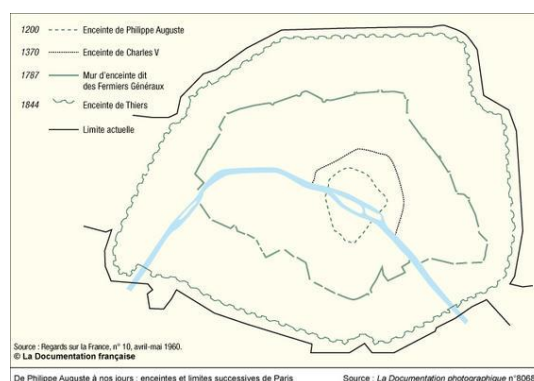 1200 Enceinte de Philippe Auguste
1370 Enceinte de Charles V
1787 Mur d'enceinte dit
des Fermiers Généraux
1844 Enceinte de Thiers
Limite actuelle
Source : Regards sur la France, n° 10, avril-mai 1960.
© La Documentation française
De Philippe Auguste à nos jours : enceintes et limites successives de Paris
Source : La Documentation photographique n°8068